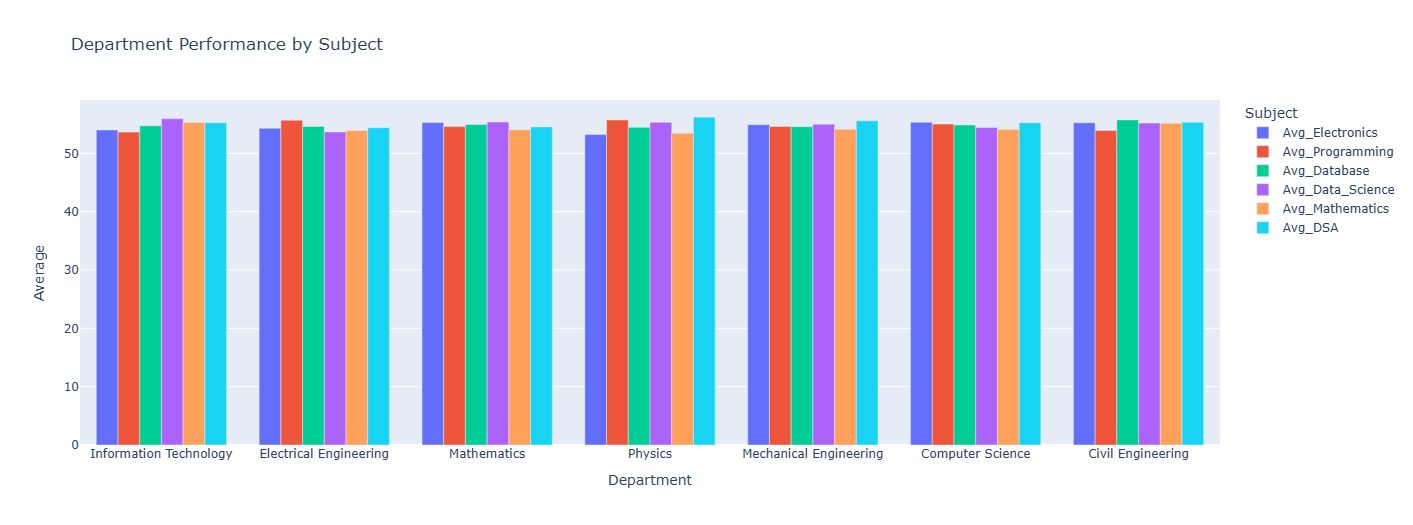 Department Performance by Subject
Subject
Avg_Electronics
Avg_Programming
Avg_Database
Avg_Data_Science
Avg_Mathematics
Avg_DSA
Average
50
40
30
20
10
0
Information Technology
Electrical Engineering
Mathematics
Physics
Mechanical Engineering
Computer Science
Civil Engineering
Department